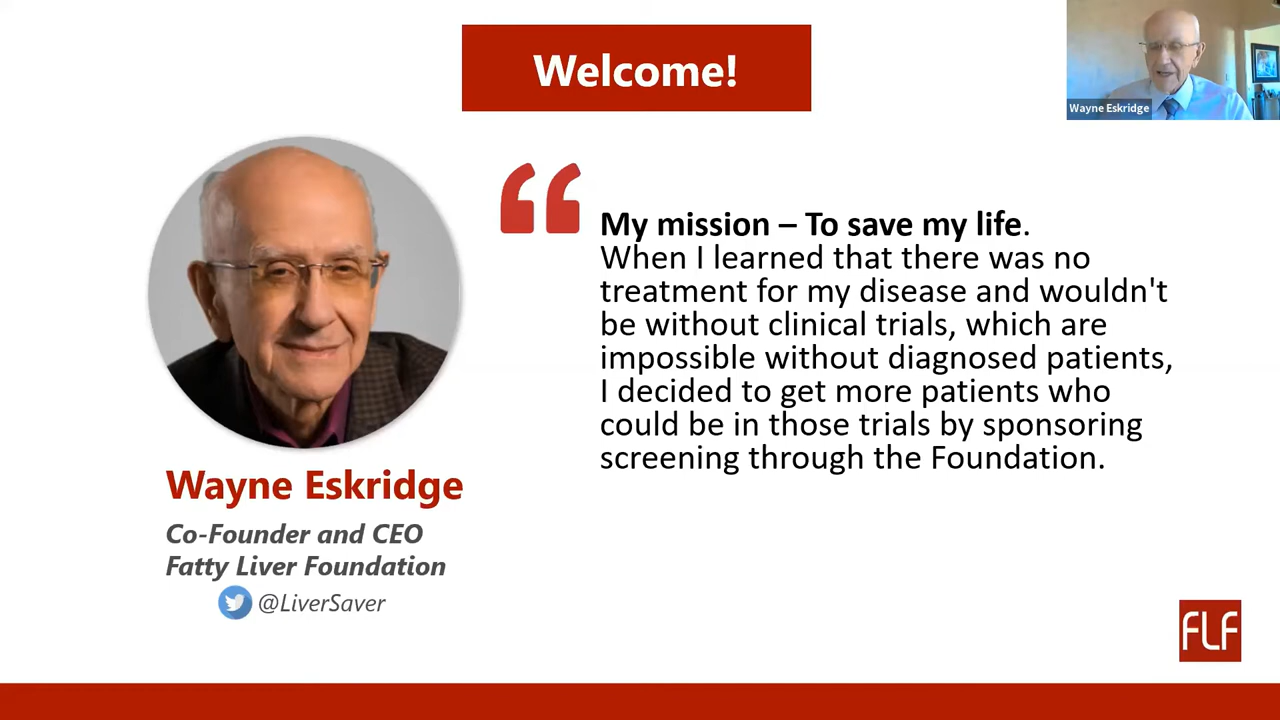 Welcome!
Wayne Eskridge
“
My mission – To save my life.
When I learned that there was no
treatment for my disease and wouldn't
be without clinical trials, which are
impossible without diagnosed patients,
I decided to get more patients who
could be in those trials by sponsoring
screening through the Foundation.
Wayne Eskridge
Co-Founder and CEO
Fatty Liver Foundation
@LiverSaver
FLF